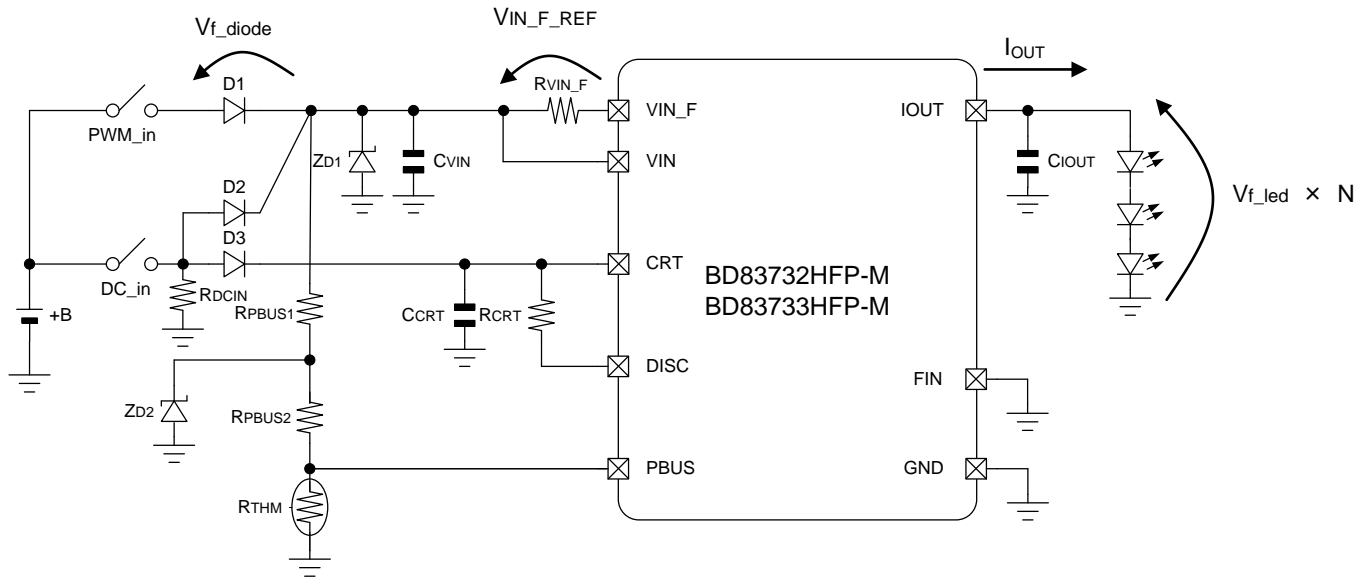 Vf_diode
VIN_F_REF
IOUT
D1
RVIN_F
VIN_F
IOUT
PWM_in
ZD1
CVIN
VIN
CIOUT
D2
Vf_led × N
D3
CRT
BD83732HFP-M
BD83733HFP-M
DC_in
RDCIN
+B
RPBUS1
CCRT
RCRT
DISC
FIN
ZD2
RPBUS2
PBUS
GND
RTHM